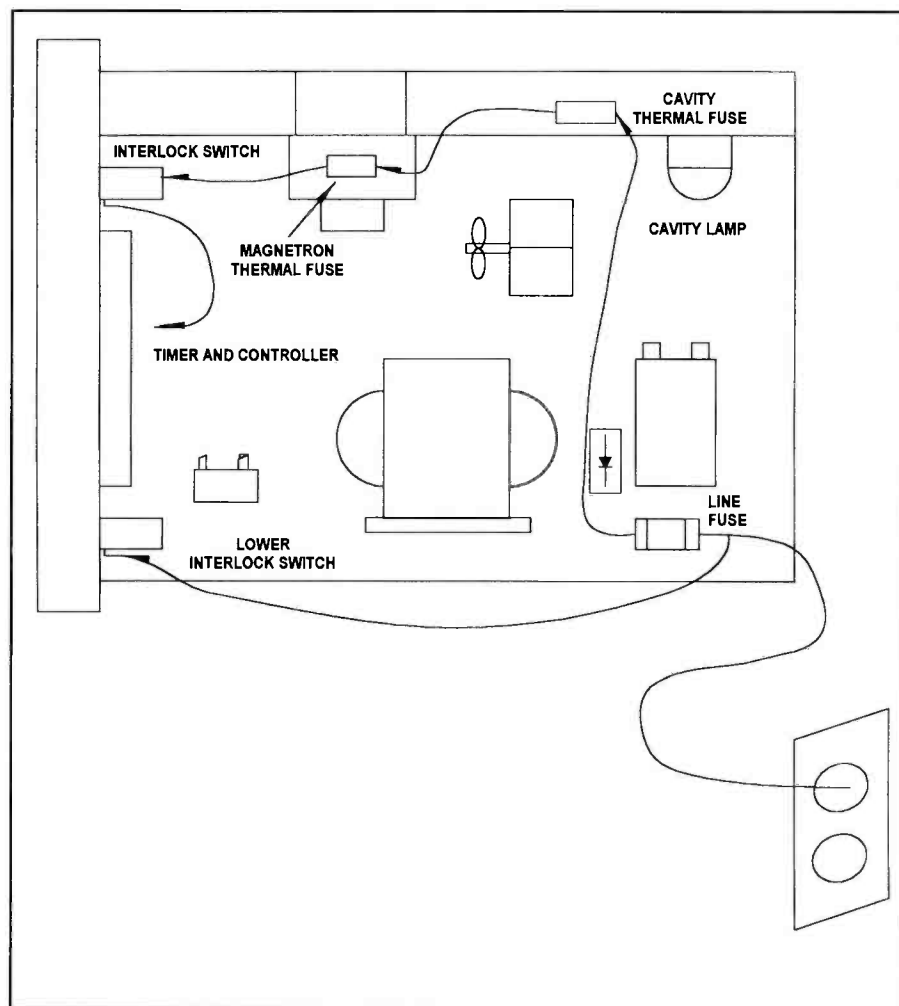 CAVITY
THERMAL FUSE
INTERLOCK SWITCH
MAGNETRON
THERMAL FUSE
CAVITY LAMP
TIMER AND CONTROLLER
LINE
FUSE
LOWER
INTERLOCK SWITCH